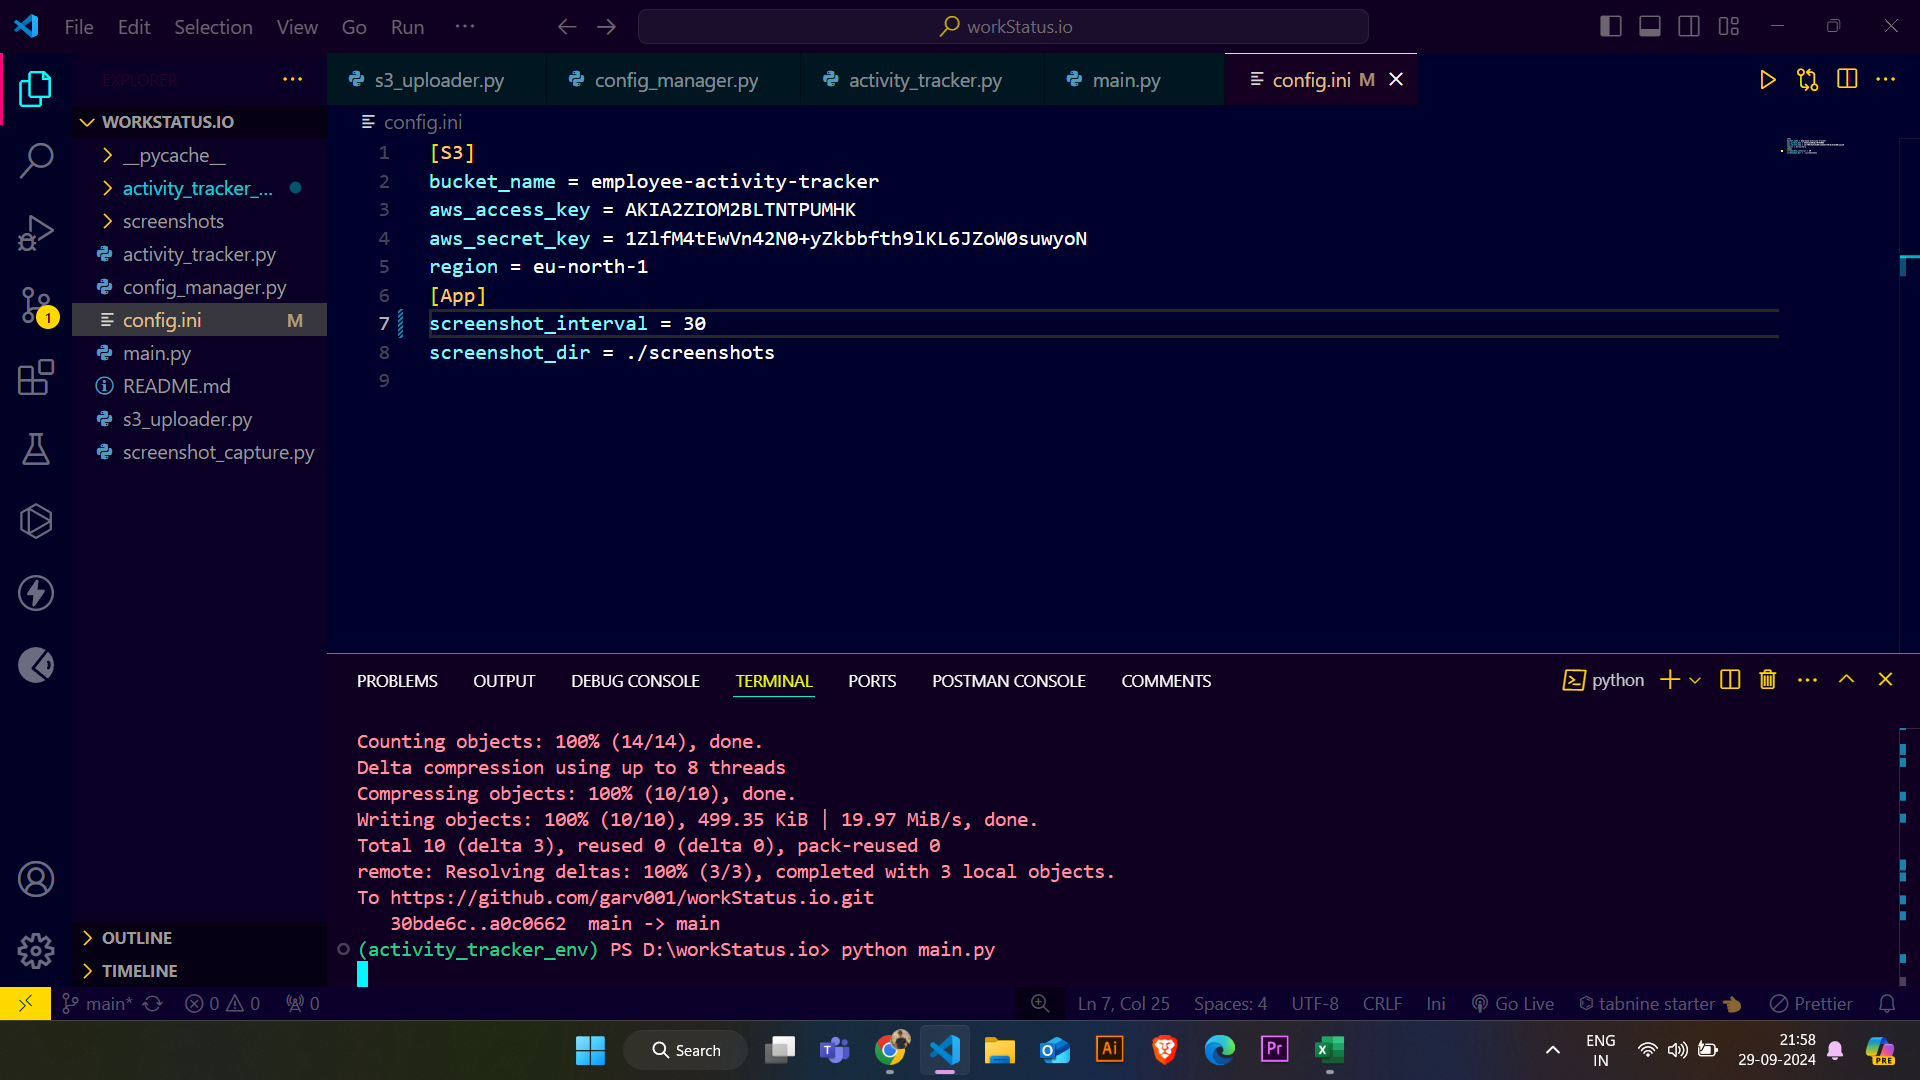 File Edit Selection View Go Run ··· workStatus.io
EXPLORER ···
s3_uploader.py config_manager.py activity_tracker.py main.py config.ini M
WORKSTATUS.IO
__pycache__
activity_tracker_...
screenshots
activity_tracker.py
config_manager.py
config.ini M
main.py
README.md
s3_uploader.py
screenshot_capture.py
1
OUTLINE
TIMELINE
config.ini
1 [S3]
2 bucket_name = employee-activity-tracker
3 aws_access_key = AKIA2ZIOM2BLTNTPUMHK
4 aws_secret_key = 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
5 region = eu-north-1
6 [App]
7 screenshot_interval = 30
8 screenshot_dir = ./screenshots
9
PROBLEMS OUTPUT DEBUG CONSOLE TERMINAL PORTS POSTMAN CONSOLE COMMENTS python
Counting objects: 100% (14/14), done.
Delta compression using up to 8 threads
Compressing objects: 100% (10/10), done.
Writing objects: 100% (10/10), 499.35 KiB | 19.97 MiB/s, done.
Total 10 (delta 3), reused 0 (delta 0), pack-reused 0
remote: Resolving deltas: 100% (3/3), completed with 3 local objects.
To https://github.com/garv001/workStatus.io.git
30bde6c..a0c0662 main -> main
(activity_tracker_env) PS D:\workStatus.io> python main.py
main* 0 0 0 Ln 7, Col 25 Spaces: 4 UTF-8 CRLF Ini Go Live tabnine starter Prettier
Search
T
Ai
Pr
ENG
IN
21:58
29-09-2024
PRE